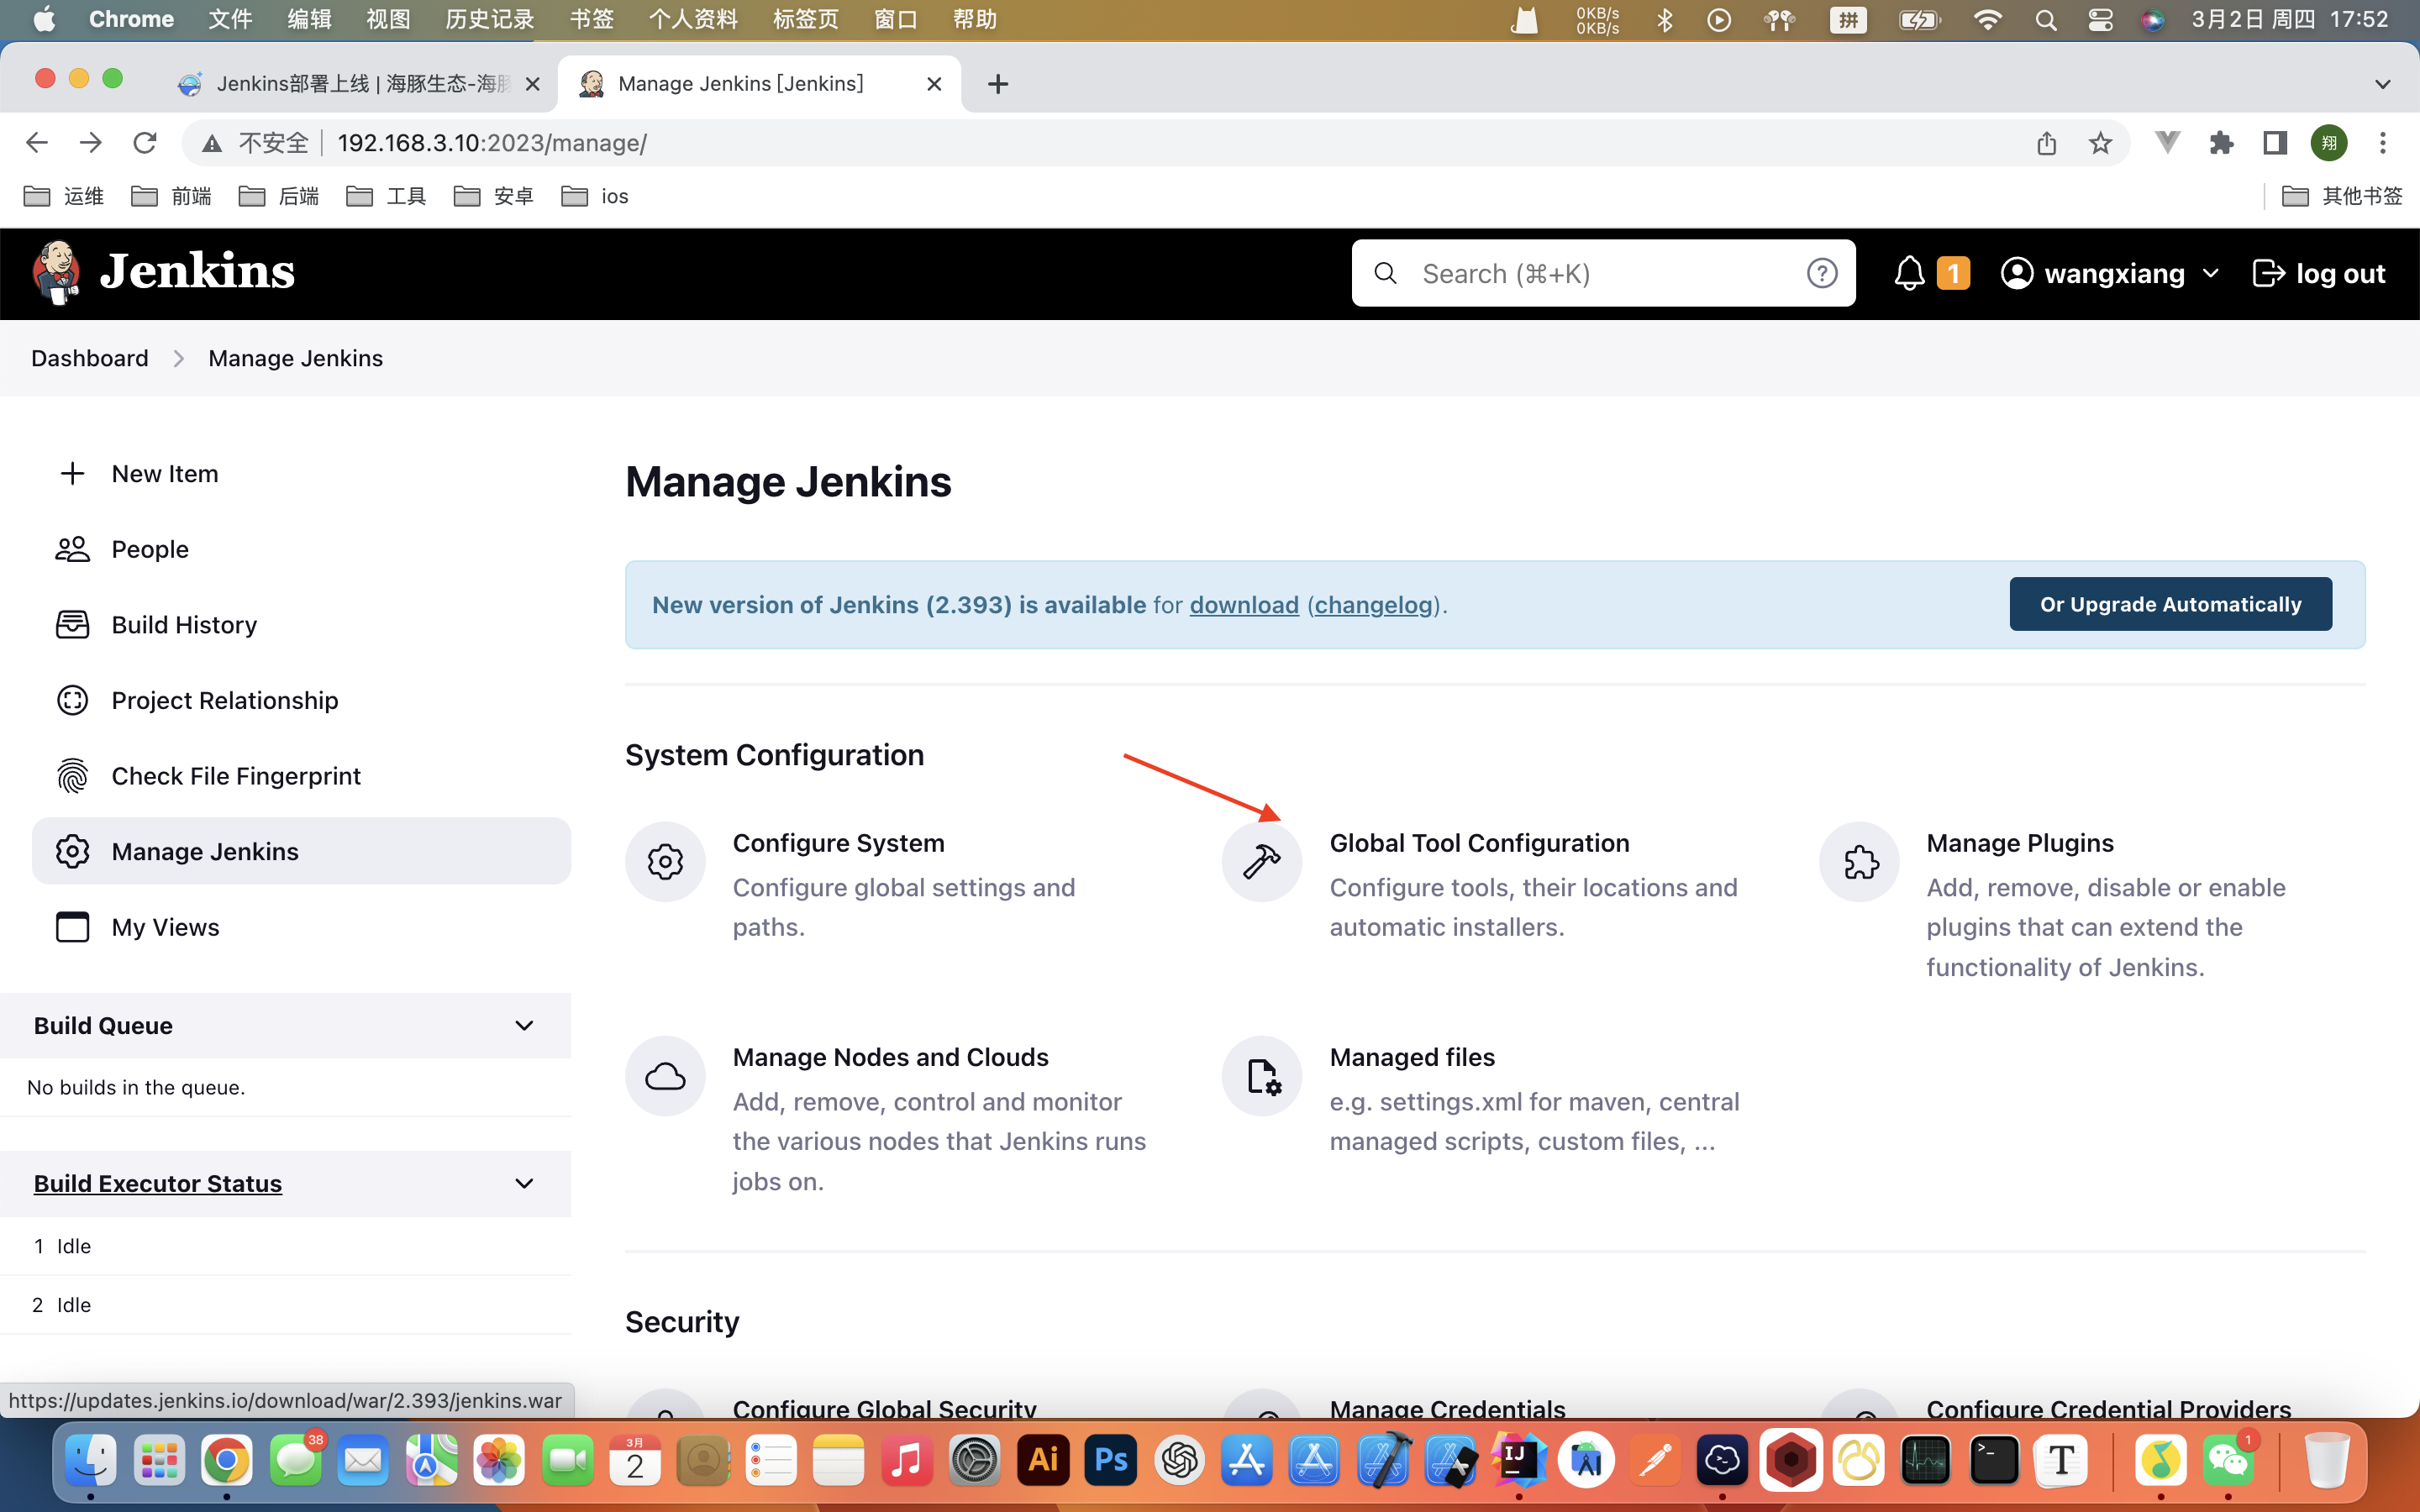 Chrome 文件 编辑 视图 历史记录 书签 个人资料 标签页 窗口 帮助 0KB/s 0KB/s 拼 3月2日 周四 17:52
Jenkins部署上线 | 海豚生态-海豚 Manage Jenkins [Jenkins]
不安全 192.168.3.10:2023/manage/ 翔
运维 前端 后端 工具 安卓 ios 其他书签
Jenkins Search (⌘+K) ? 1 wangxiang log out
Dashboard Manage Jenkins
New Item
People
Build History
Project Relationship
Check File Fingerprint
Manage Jenkins
My Views
Build Queue
No builds in the queue.
Build Executor Status
1 Idle
2 Idle
Manage Jenkins
New version of Jenkins (2.393) is available for download (changelog).
Or Upgrade Automatically
System Configuration
Configure System
Configure global settings and
paths.
Global Tool Configuration
Configure tools, their locations and
automatic installers.
Manage Plugins
Add, remove, disable or enable
plugins that can extend the
functionality of Jenkins.
Manage Nodes and Clouds
Add, remove, control and monitor
the various nodes that Jenkins runs
jobs on.
Managed files
e.g. settings.xml for maven, central
managed scripts, custom files, ...
Security
Configure Global Security
Manage Credentials
Configure Credential Providers
https://updates.jenkins.io/download/war/2.393/jenkins.war
38 3月 2 Ai Ps IJ T 1